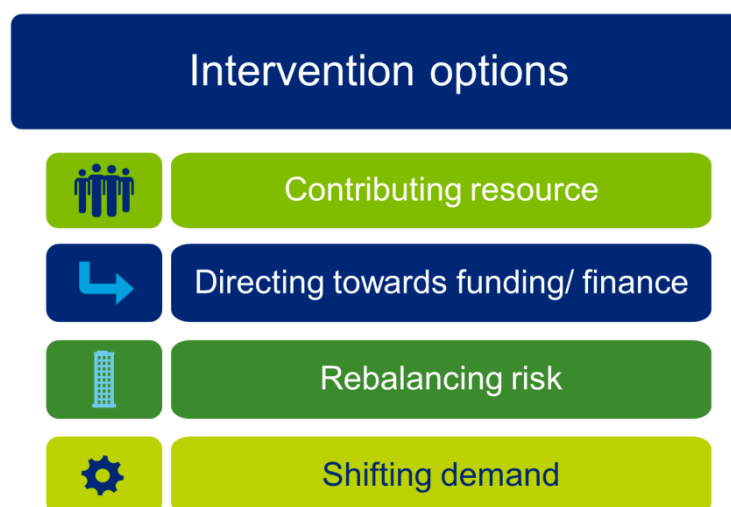 Intervention options
Contributing resource
Directing towards funding/ finance
Rebalancing risk
Shifting demand